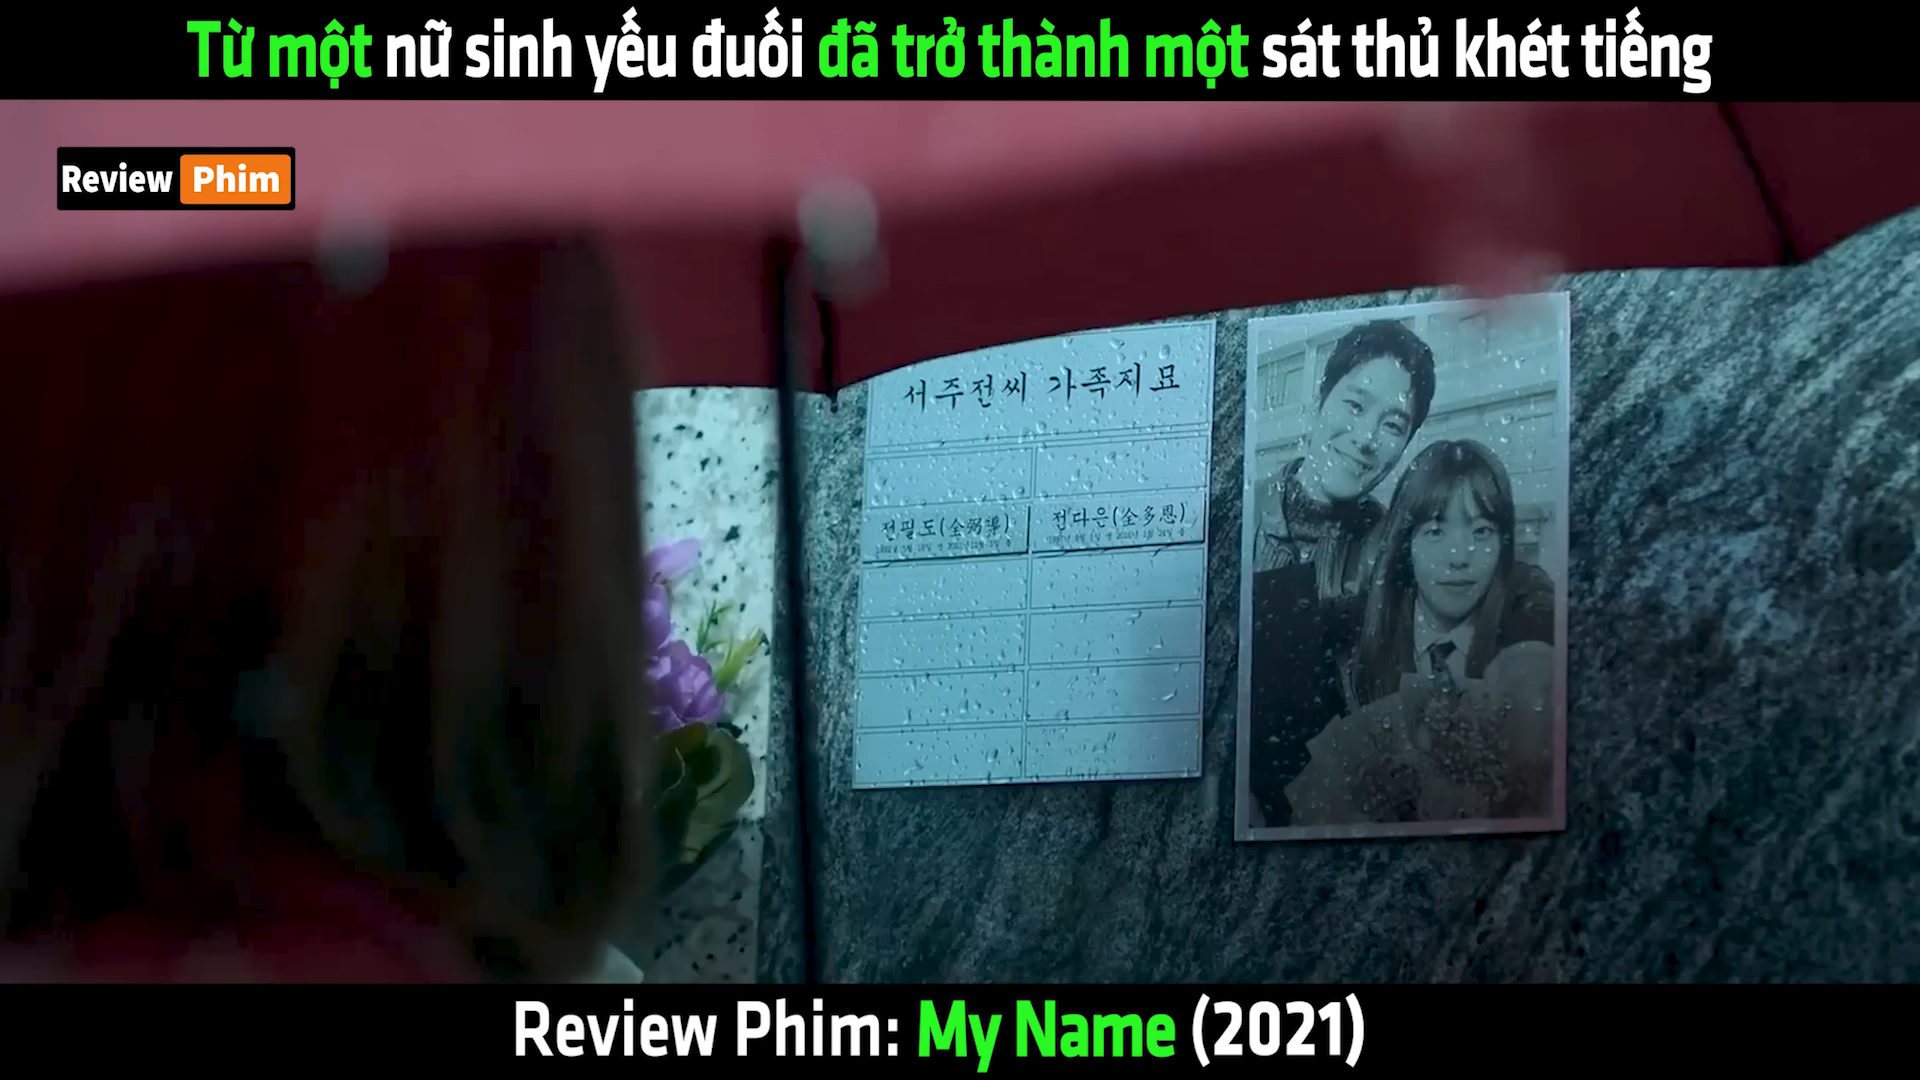 Từ một nữ sinh yếu đuối đã trở thành một sát thủ khét tiếng
Review Phim
서주전씨 가족지묘
전필도(全弼導) 전다은(全多恩)
Review Phim: My Name (2021)